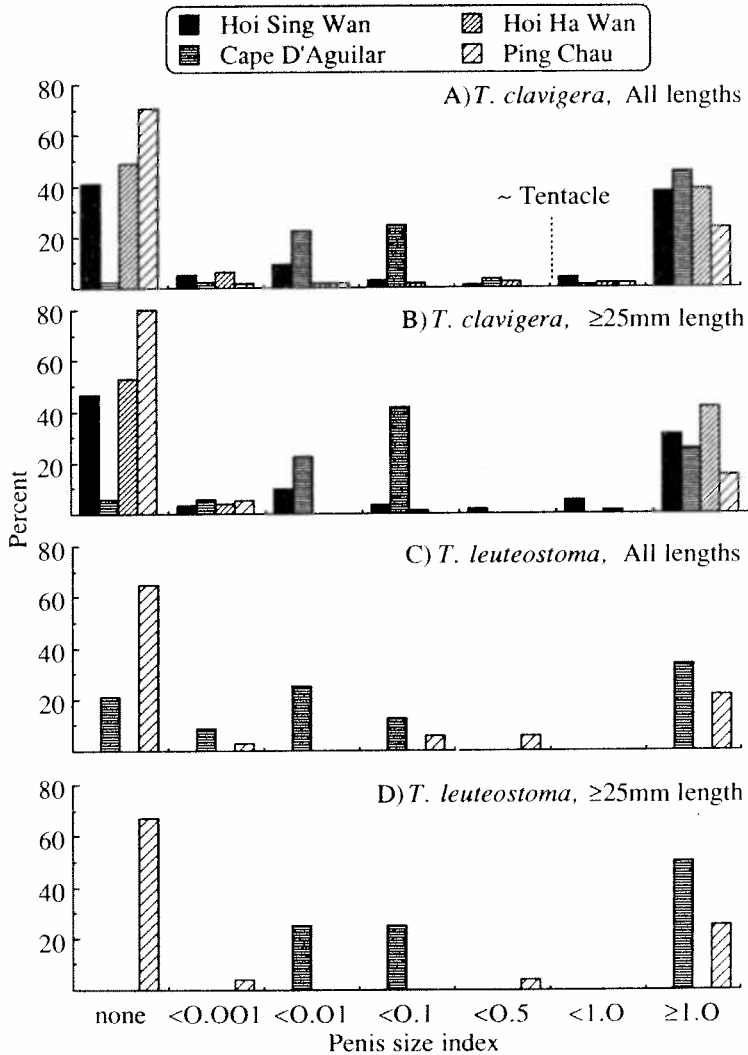 Hoi Sing Wan Hoi Ha Wan
Cape D'Aguilar Ping Chau
A) T. clavigera, All lengths
80
60
40
20
~ Tentacle
B) T. clavigera, ≥25mm length
80
60
40
20
Percent
C) T. leuteostoma, All lengths
80
60
40
20
D) T. leuteostoma, ≥25mm length
80
60
40
20
none <0.001 <0.01 <0.1 <0.5 <1.0 ≥1.0
Penis size index